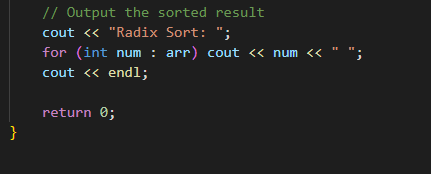 // Output the sorted result
cout << "Radix Sort: ";
for (int num : arr) cout << num << " ";
cout << endl;
return 0;
}